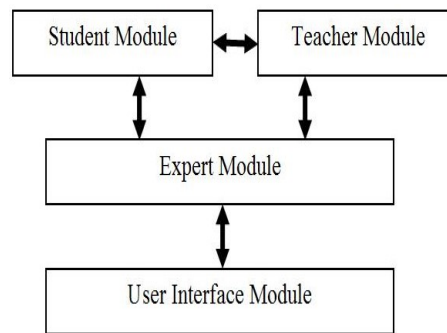 Student Module
Teacher Module
Expert Module
User Interface Module